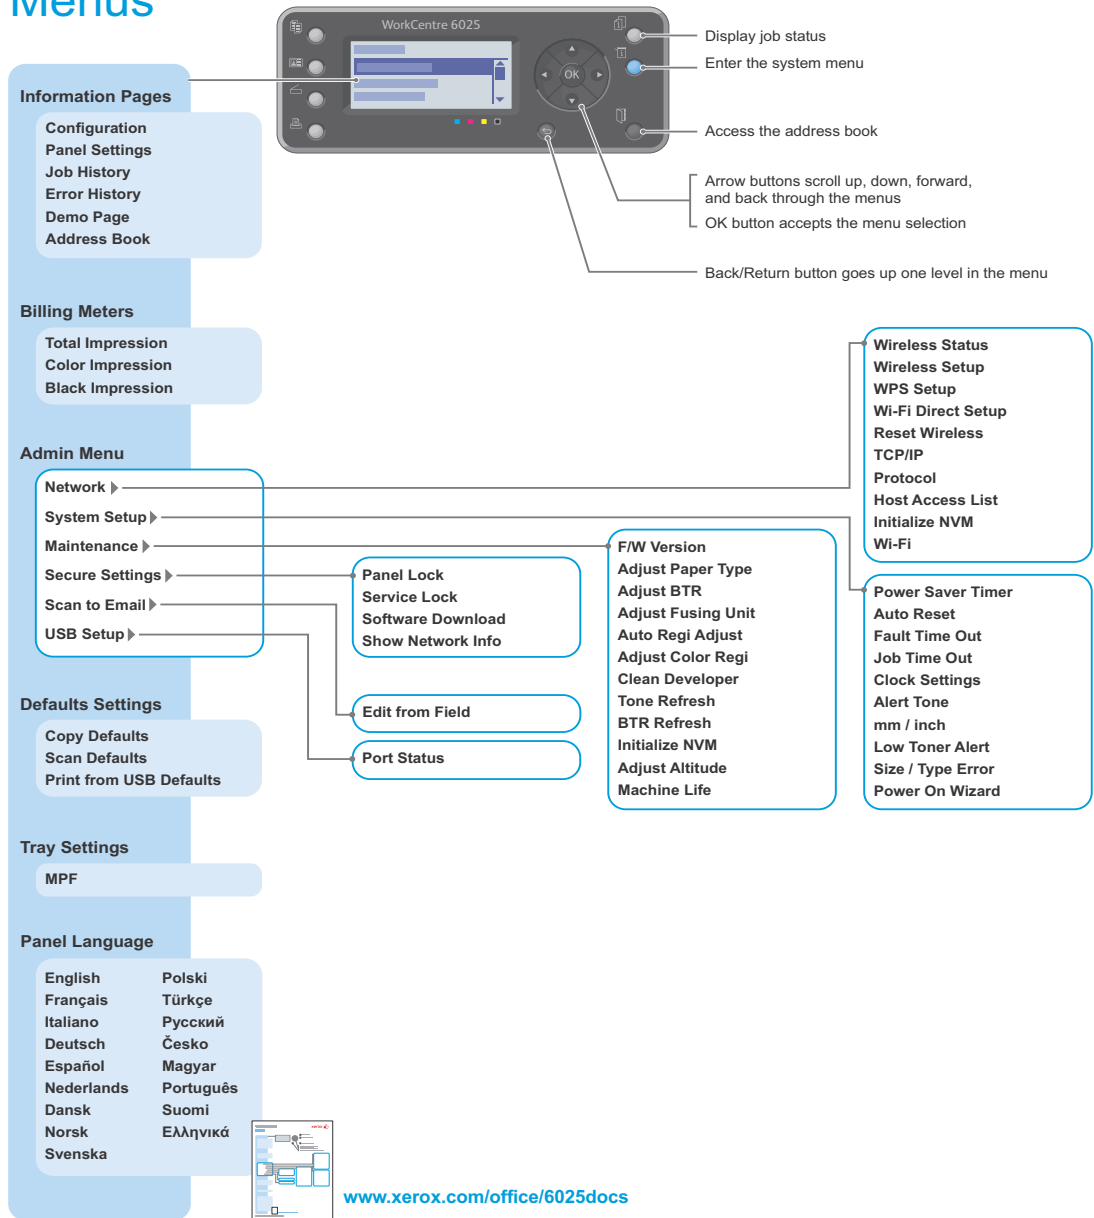 Menus
WorkCentre 6025
Display job status
Enter the system menu
Access the address book
Arrow buttons scroll up, down, forward,
and back through the menus
OK button accepts the menu selection
Back/Return button goes up one level in the menu
OK
Information Pages
Configuration
Panel Settings
Job History
Error History
Demo Page
Address Book
Billing Meters
Total Impression
Color Impression
Black Impression
Admin Menu
Network
System Setup
Maintenance
Secure Settings
Scan to Email
USB Setup
Panel Lock
Service Lock
Software Download
Show Network Info
Edit from Field
Port Status
F/W Version
Adjust Paper Type
Adjust BTR
Adjust Fusing Unit
Auto Regi Adjust
Adjust Color Regi
Clean Developer
Tone Refresh
BTR Refresh
Initialize NVM
Adjust Altitude
Machine Life
Wireless Status
Wireless Setup
WPS Setup
Wi-Fi Direct Setup
Reset Wireless
TCP/IP
Protocol
Host Access List
Initialize NVM
Wi-Fi
Power Saver Timer
Auto Reset
Fault Time Out
Job Time Out
Clock Settings
Alert Tone
mm / inch
Low Toner Alert
Size / Type Error
Power On Wizard
Defaults Settings
Copy Defaults
Scan Defaults
Print from USB Defaults
Tray Settings
MPF
Panel Language
English
Français
Italiano
Deutsch
Español
Nederlands
Dansk
Norsk
Svenska
Polski
Türkçe
Русский
Česko
Magyar
Português
Suomi
Ελληνικά
xerox
www.xerox.com/office/6025docs